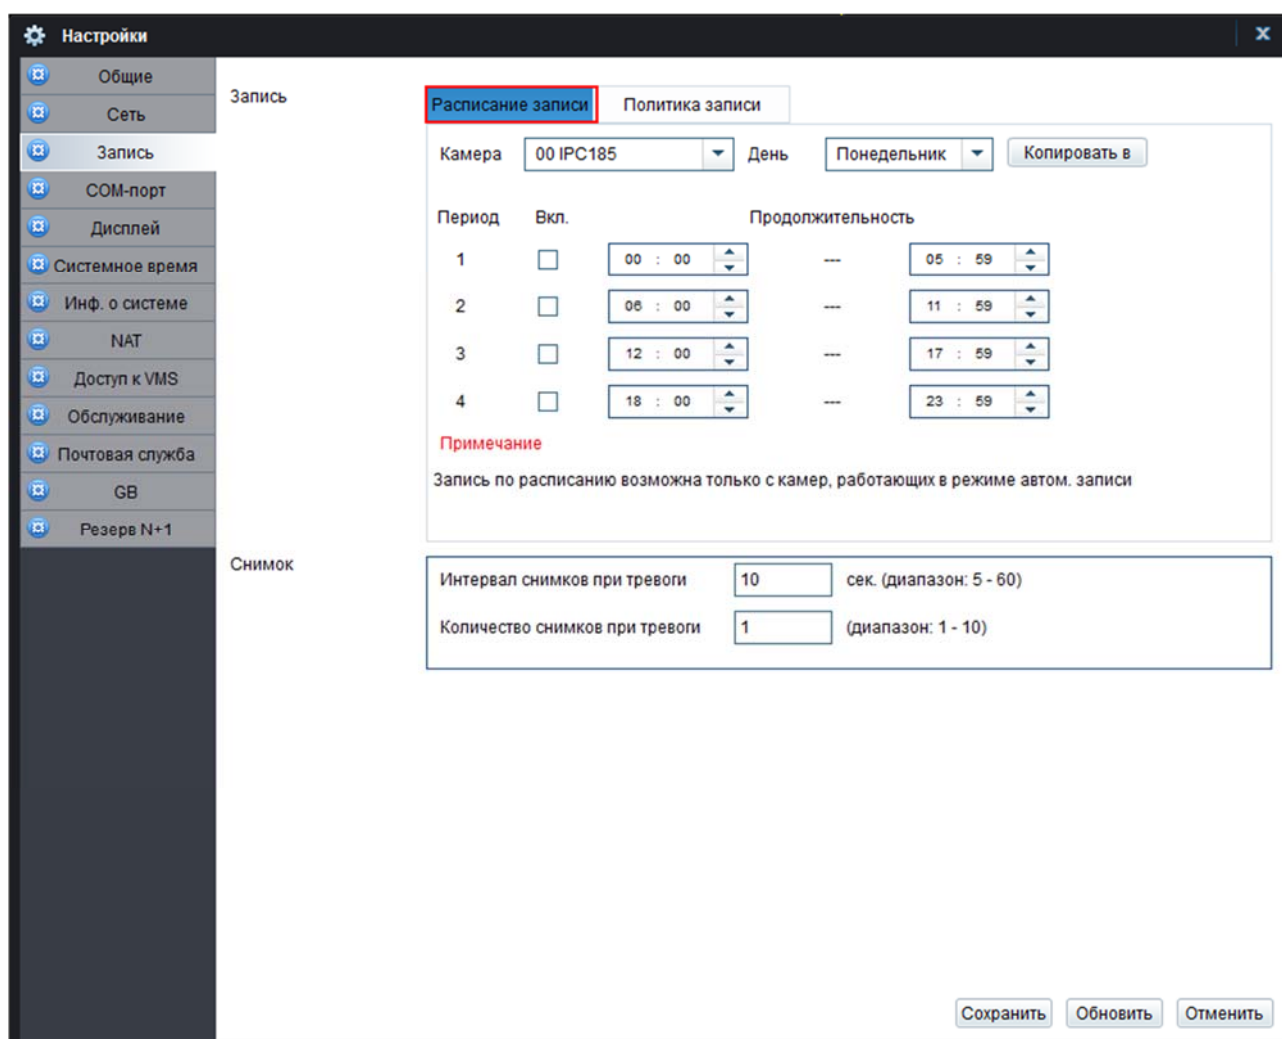 Настройки x
Общие
Сеть
Запись
COM-порт
Дисплей
Системное время
Инф. о системе
NAT
Доступ к VMS
Обслуживание
Почтовая служба
GB
Резерв N+1
Запись
Расписание записи Политика записи
Камера 00 IPC185 День Понедельник Копировать в
Период Вкл. Продолжительность
1 00 : 00 --- 05 : 59
2 06 : 00 --- 11 : 59
3 12 : 00 --- 17 : 59
4 18 : 00 --- 23 : 59
Примечание
Запись по расписанию возможна только с камер, работающих в режиме автом. записи
Снимок
Интервал снимков при тревоги 10 сек. (диапазон: 5 - 60)
Количество снимков при тревоги 1 (диапазон: 1 - 10)
Сохранить Обновить Отменить